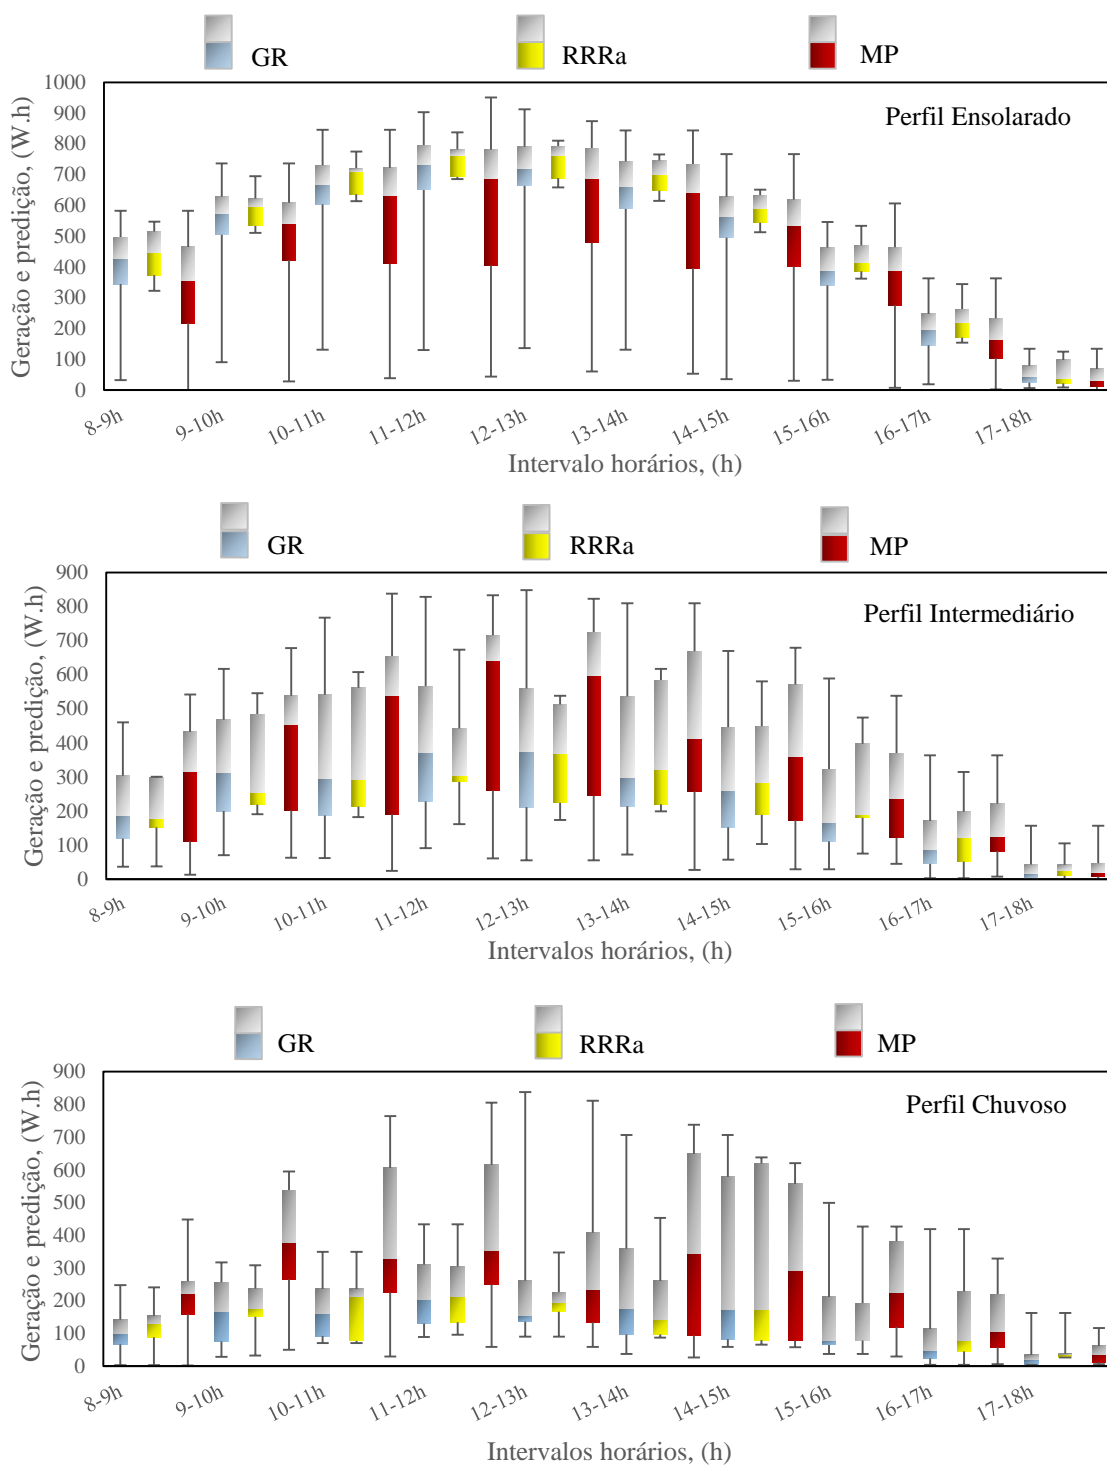 GR RRRa MP
Perfil Ensolarado
Geração e predição, (W.h)
1000
900
800
700
600
500
400
300
200
100
0
8-9h 9-10h 10-11h 11-12h 12-13h 13-14h 14-15h 15-16h 16-17h 17-18h
Intervalo horários, (h)
GR RRRa MP
Perfil Intermediário
Geração e predição, (W.h)
900
800
700
600
500
400
300
200
100
0
8-9h 9-10h 10-11h 11-12h 12-13h 13-14h 14-15h 15-16h 16-17h 17-18h
Intervalos horários, (h)
GR RRRa MP
Perfil Chuvoso
Geração e predição, (W.h)
900
800
700
600
500
400
300
200
100
0
8-9h 9-10h 10-11h 11-12h 12-13h 13-14h 14-15h 15-16h 16-17h 17-18h
Intervalos horários, (h)